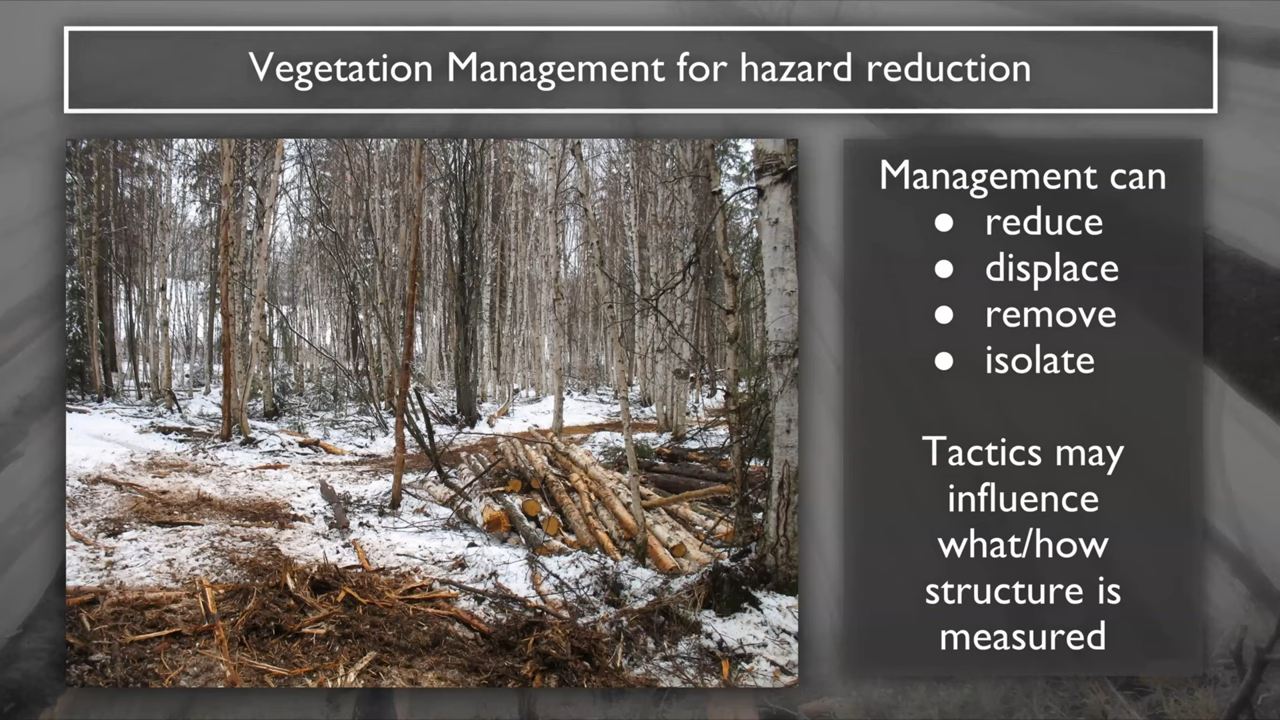 Vegetation Management for hazard reduction
Management can
● reduce
● displace
● remove
● isolate
Tactics may
influence
what/how
structure is
measured